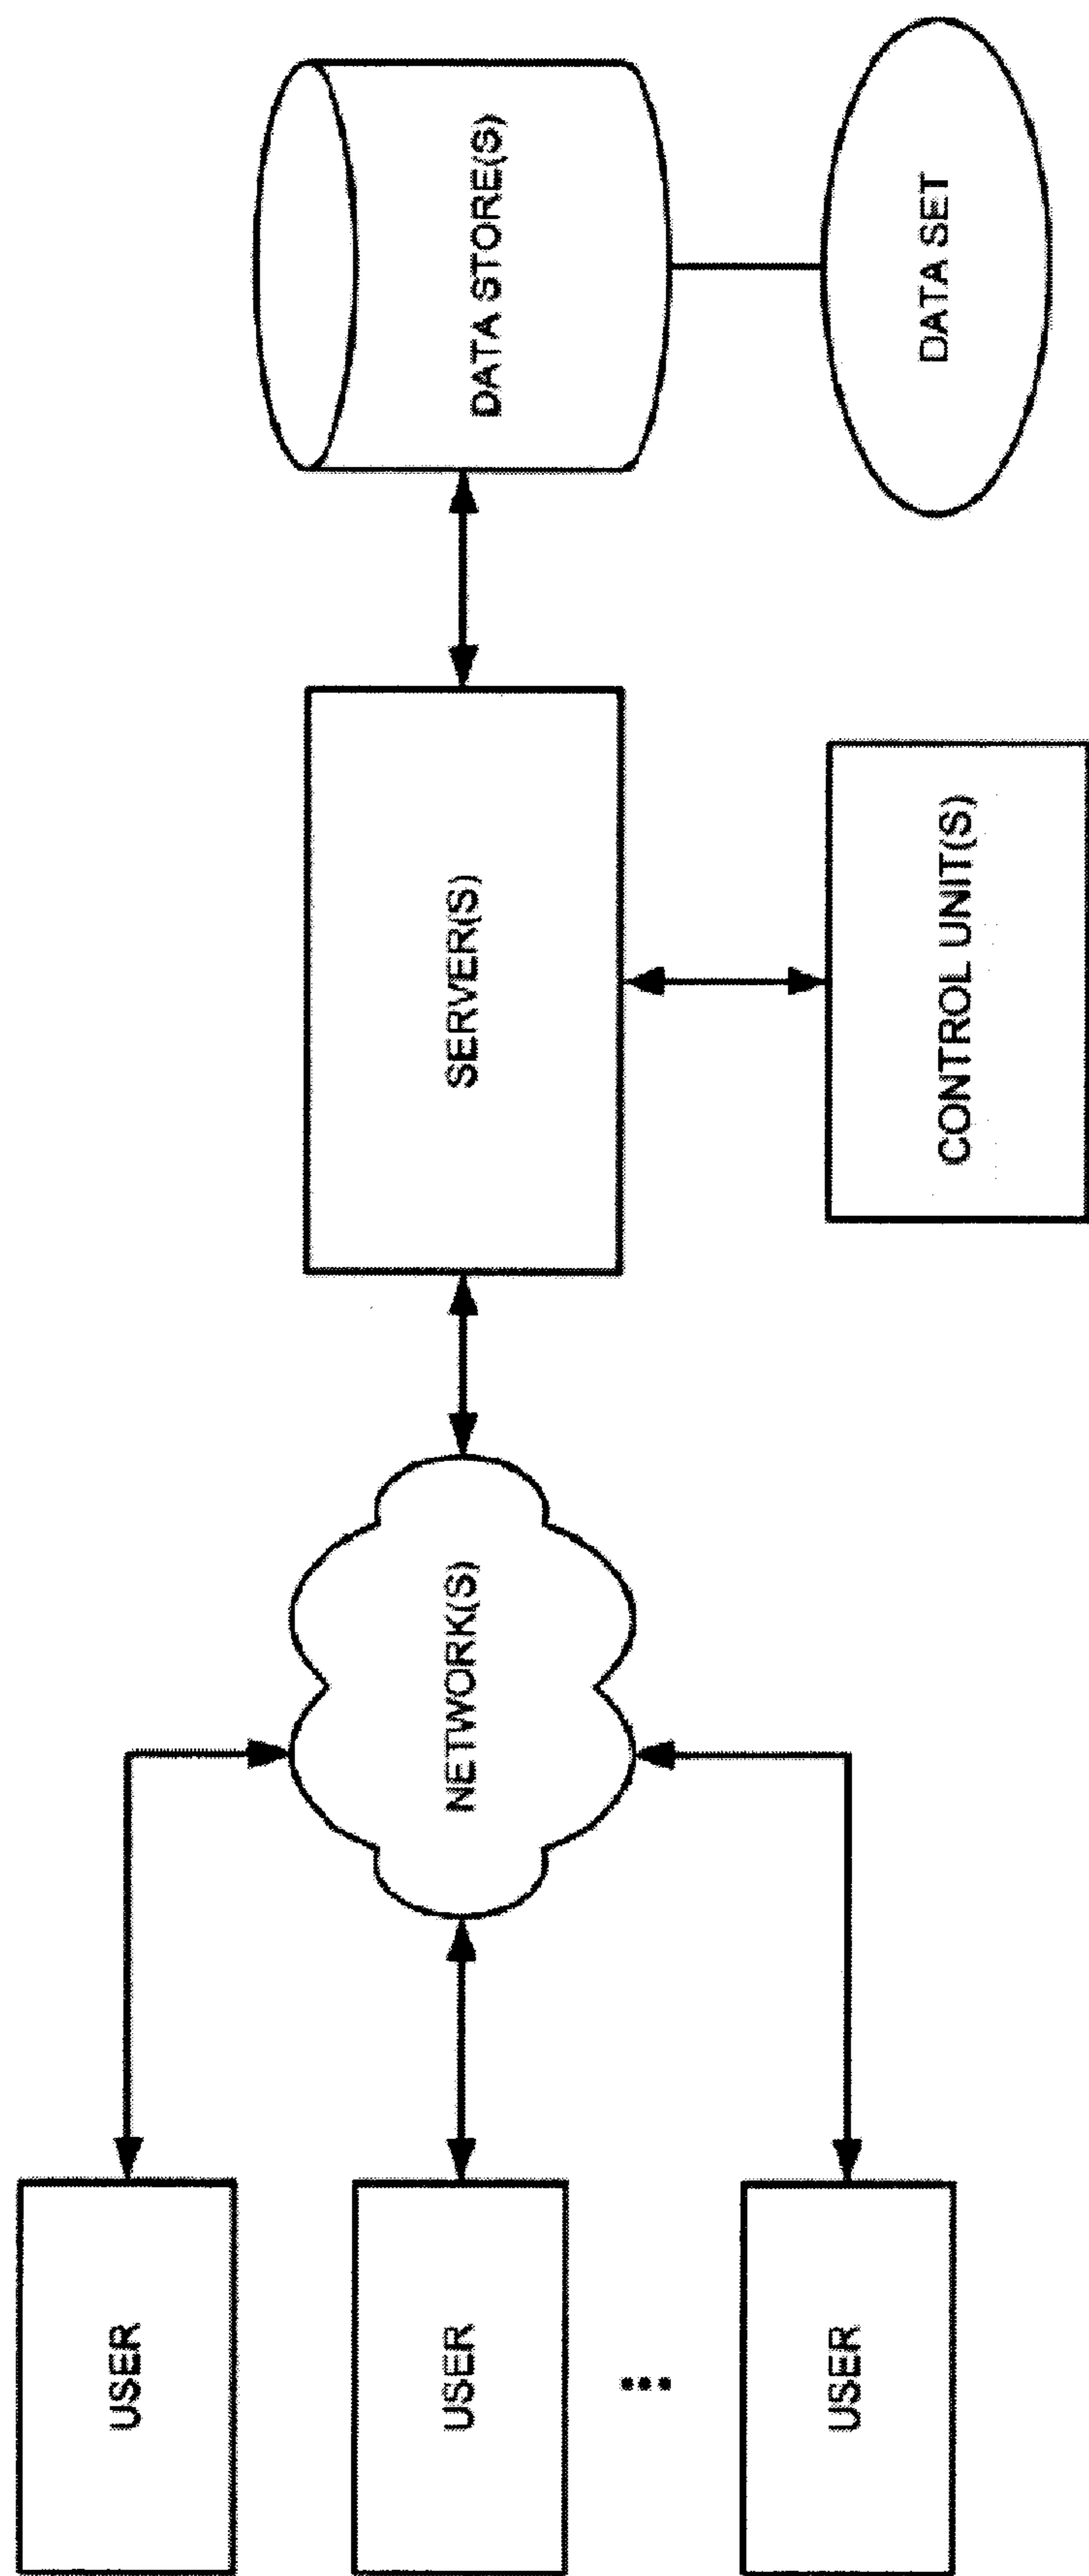 USER
USER
...
USER
NETWORK(S)
SERVER(S)
CONTROL UNIT(S)
DATA STORE(S)
DATA SET